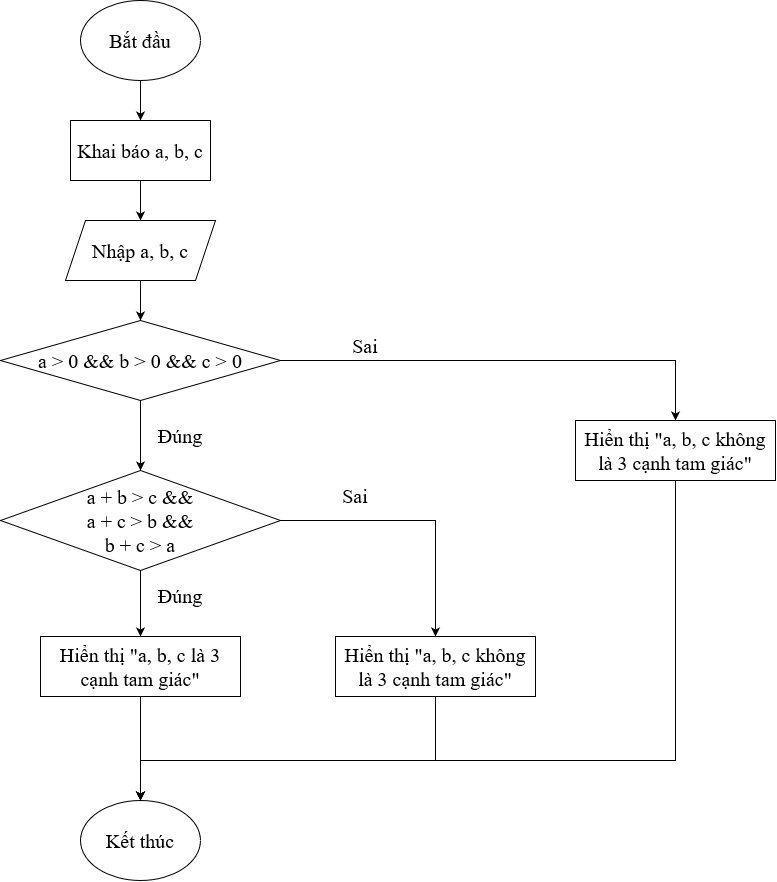 Bắt đầu
Khai báo a, b, c
Nhập a, b, c
a > 0 && b > 0 && c > 0
Sai
Đúng
Hiển thị "a, b, c không
là 3 cạnh tam giác"
a + b > c &&
a + c > b &&
b + c > a
Sai
Đúng
Hiển thị "a, b, c là 3
cạnh tam giác"
Hiển thị "a, b, c không
là 3 cạnh tam giác"
Kết thúc